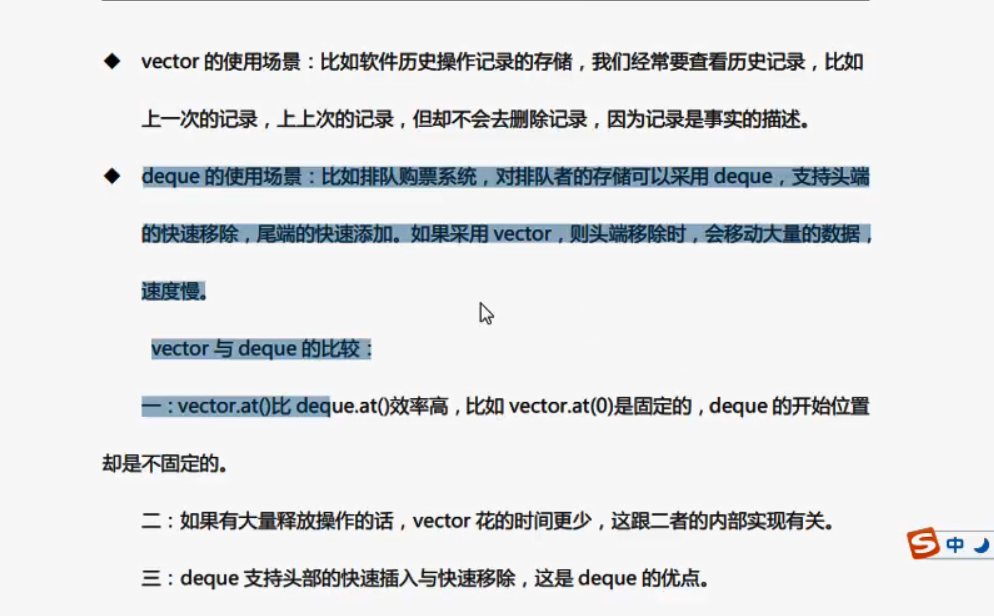 ◆ vector 的使用场景：比如软件历史操作记录的存储，我们经常要查看历史记录，比如
上一次的记录，上上次的记录，但却不会去删除记录，因为记录是事实的描述。
◆ deque 的使用场景：比如排队购票系统，对排队者的存储可以采用 deque，支持头端
的快速移除，尾端的快速添加。如果采用 vector，则头端移除时，会移动大量的数据，
速度慢。
vector 与 deque 的比较：
一：vector.at()比 deque.at()效率高，比如 vector.at(0)是固定的，deque 的开始位置
却是不固定的。
二：如果有大量释放操作的话，vector 花的时间更少，这跟二者的内部实现有关。
三：deque 支持头部的快速插入与快速移除，这是 deque 的优点。
S 中